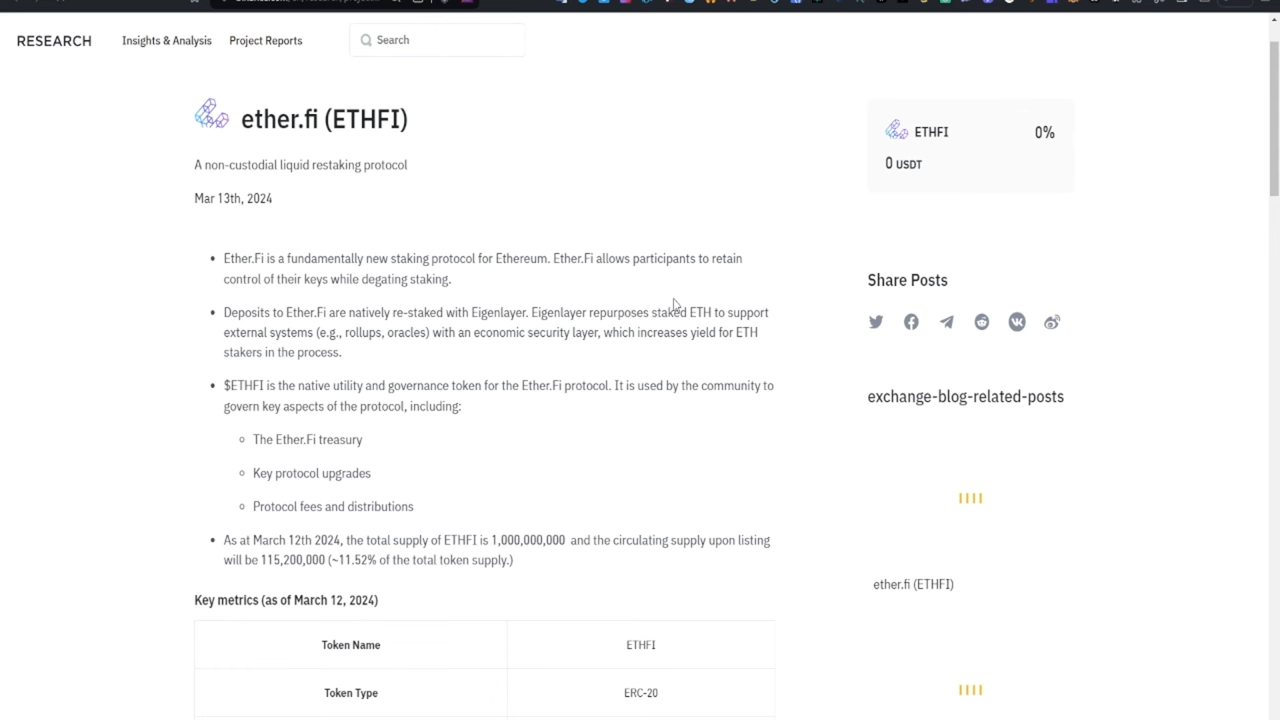 RESEARCH
Insights & Analysis
Project Reports
Search
ether.fi (ETHFI)
A non-custodial liquid restaking protocol
Mar 13th, 2024
Ether.Fi is a fundamentally new staking protocol for Ethereum. Ether.Fi allows participants to retain
control of their keys while degating staking.
Deposits to Ether.Fi are natively re-staked with Eigenlayer. Eigenlayer repurposes staked ETH to support
external systems (e.g., rollups, oracles) with an economic security layer, which increases yield for ETH
stakers in the process.
$ETHFI is the native utility and governance token for the Ether.Fi protocol. It is used by the community to
govern key aspects of the protocol, including:
The Ether.Fi treasury
Key protocol upgrades
Protocol fees and distributions
As at March 12th 2024, the total supply of ETHFI is 1,000,000,000 and the circulating supply upon listing
will be 115,200,000 (~11.52% of the total token supply.)
Key metrics (as of March 12, 2024)
Token Name
ETHFI
Token Type
ERC-20
ETHFI
0%
0 USDT
Share Posts
exchange-blog-related-posts
ether.fi (ETHFI)